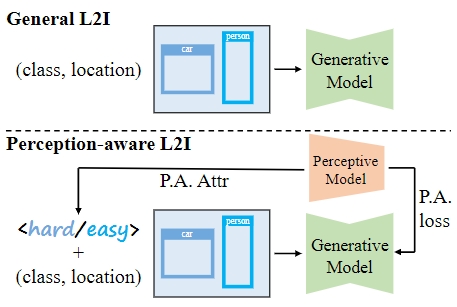 General L2I
(class, location)
car
person
Generative
Model
Perception-aware L2I
P.A. Attr
Perceptive
Model
P.A.
loss
<hard/easy>
+
(class, location)
car
person
Generative
Model